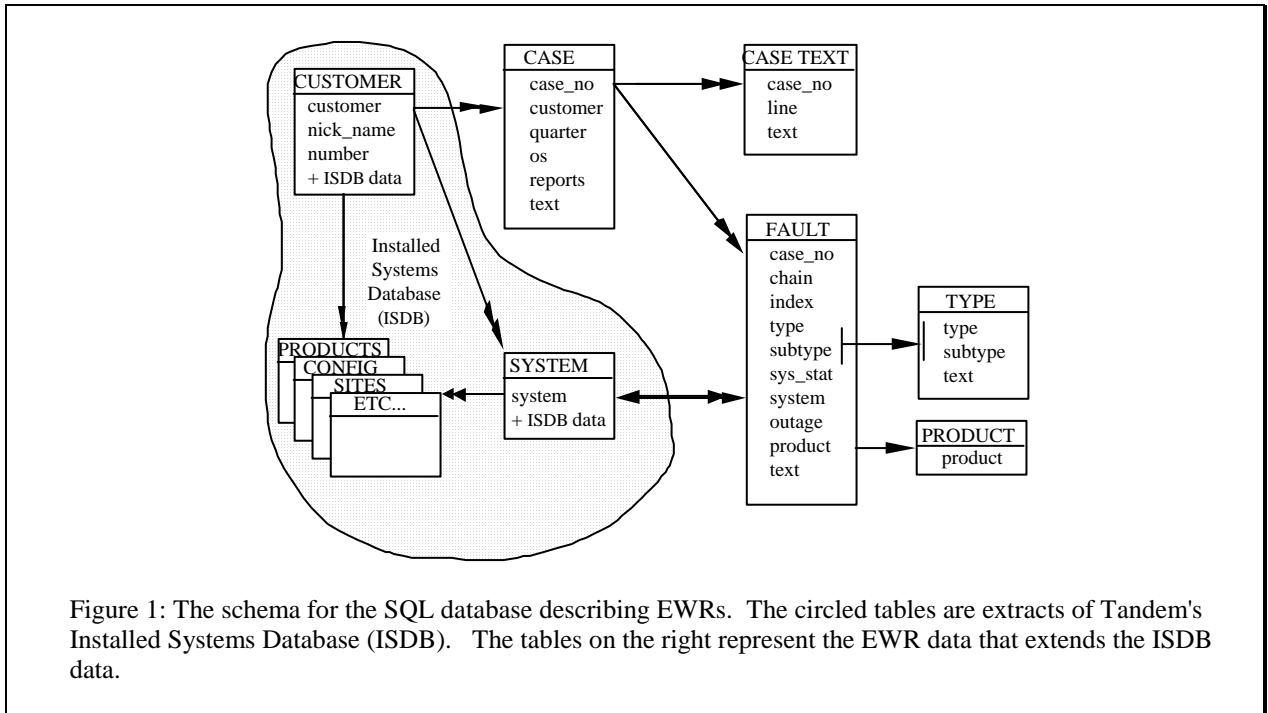 CUSTOMER
customer
nick_name
number
+ ISDB data
CASE
case_no
customer
quarter
os
reports
text
CASE TEXT
case_no
line
text
Installed
Systems
Database
(ISDB)
PRODUCTS
CONFIG
SITES
ETC...
SYSTEM
system
+ ISDB data
FAULT
case_no
chain
index
type
subtype
sys_stat
system
outage
product
text
TYPE
type
subtype
text
PRODUCT
product
Figure 1: The schema for the SQL database describing EWRs. The circled tables are extracts of Tandem's
Installed Systems Database (ISDB). The tables on the right represent the EWR data that extends the ISDB
data.